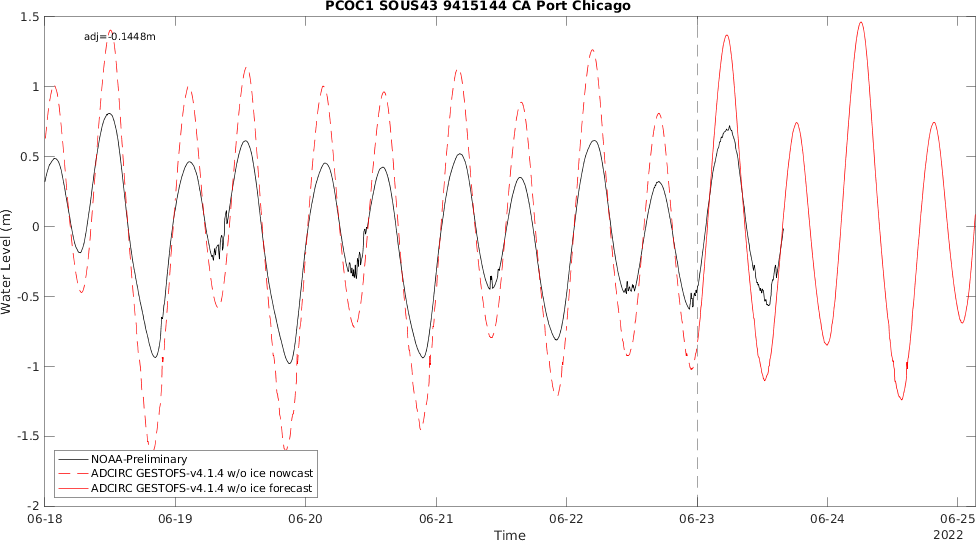 PCOC1 SOUS43 9415144 CA Port Chicago
adj=-0.1448m
1.5
1
0.5
0
-0.5
-1
-1.5
-2
Water Level (m)
NOAA-Preliminary
ADCIRC GESTOFS-v4.1.4 w/o ice nowcast
ADCIRC GESTOFS-v4.1.4 w/o ice forecast
06-18 06-19 06-20 06-21 06-22 06-23 06-24 06-25
Time
2022